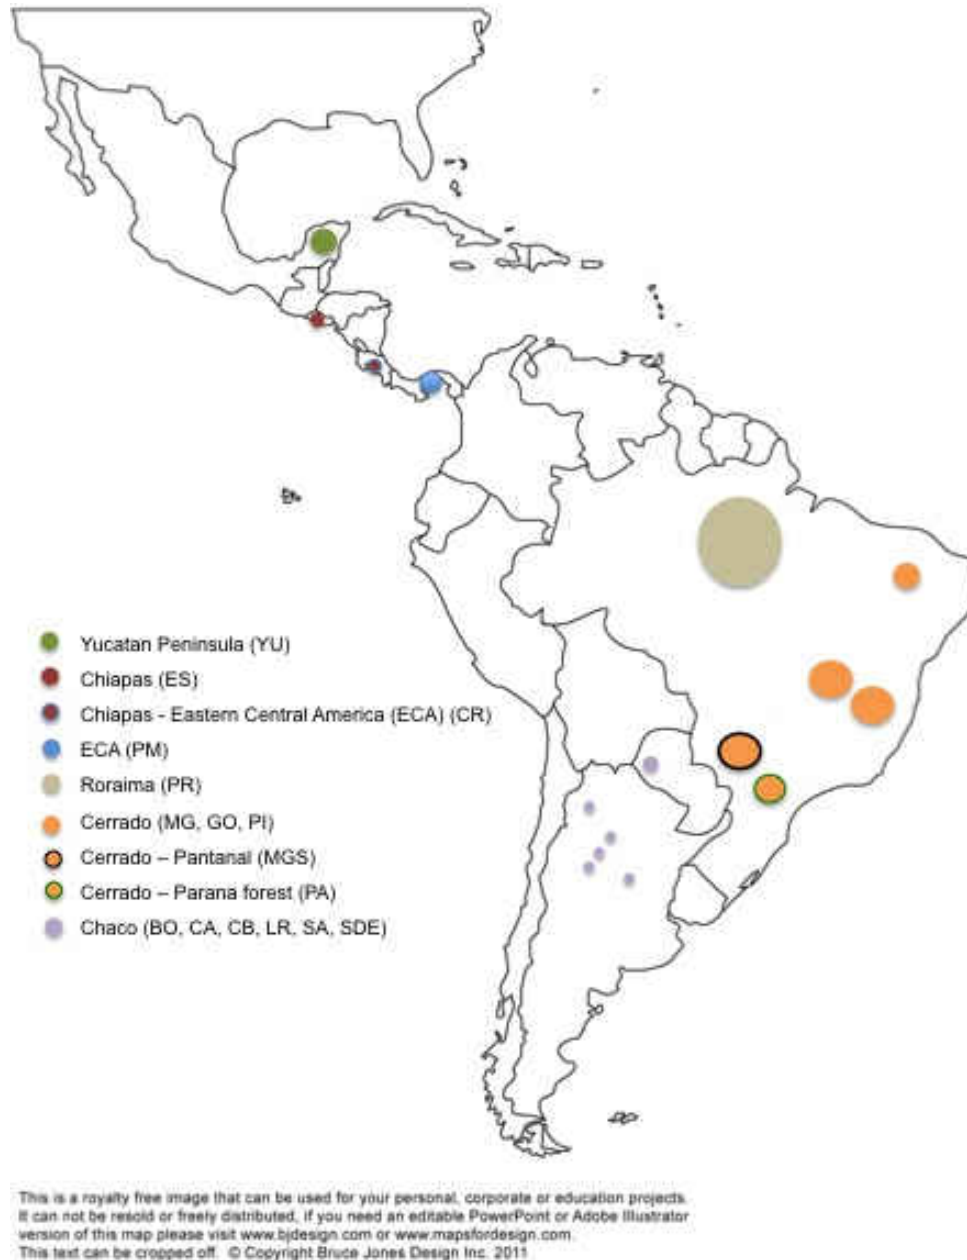 Yucatan Peninsula (YU)
Chiapas (ES)
Chiapas - Eastern Central America (ECA) (CR)
ECA (PM)
Roraima (PR)
Cerrado (MG, GO, PI)
Cerrado – Pantanal (MGS)
Cerrado – Parana forest (PA)
Chaco (BO, CA, CB, LR, SA, SDE)
This is a royalty free image that can be used for your personal, corporate or education projects.
It can not be resold or freely distributed, if you need an editable PowerPoint or Adobe Illustrator
version of this map please visit www.bjdesign.com or www.mapsfordesign.com.
This text can be cropped off. © Copyright Bruce Jones Design Inc. 2011